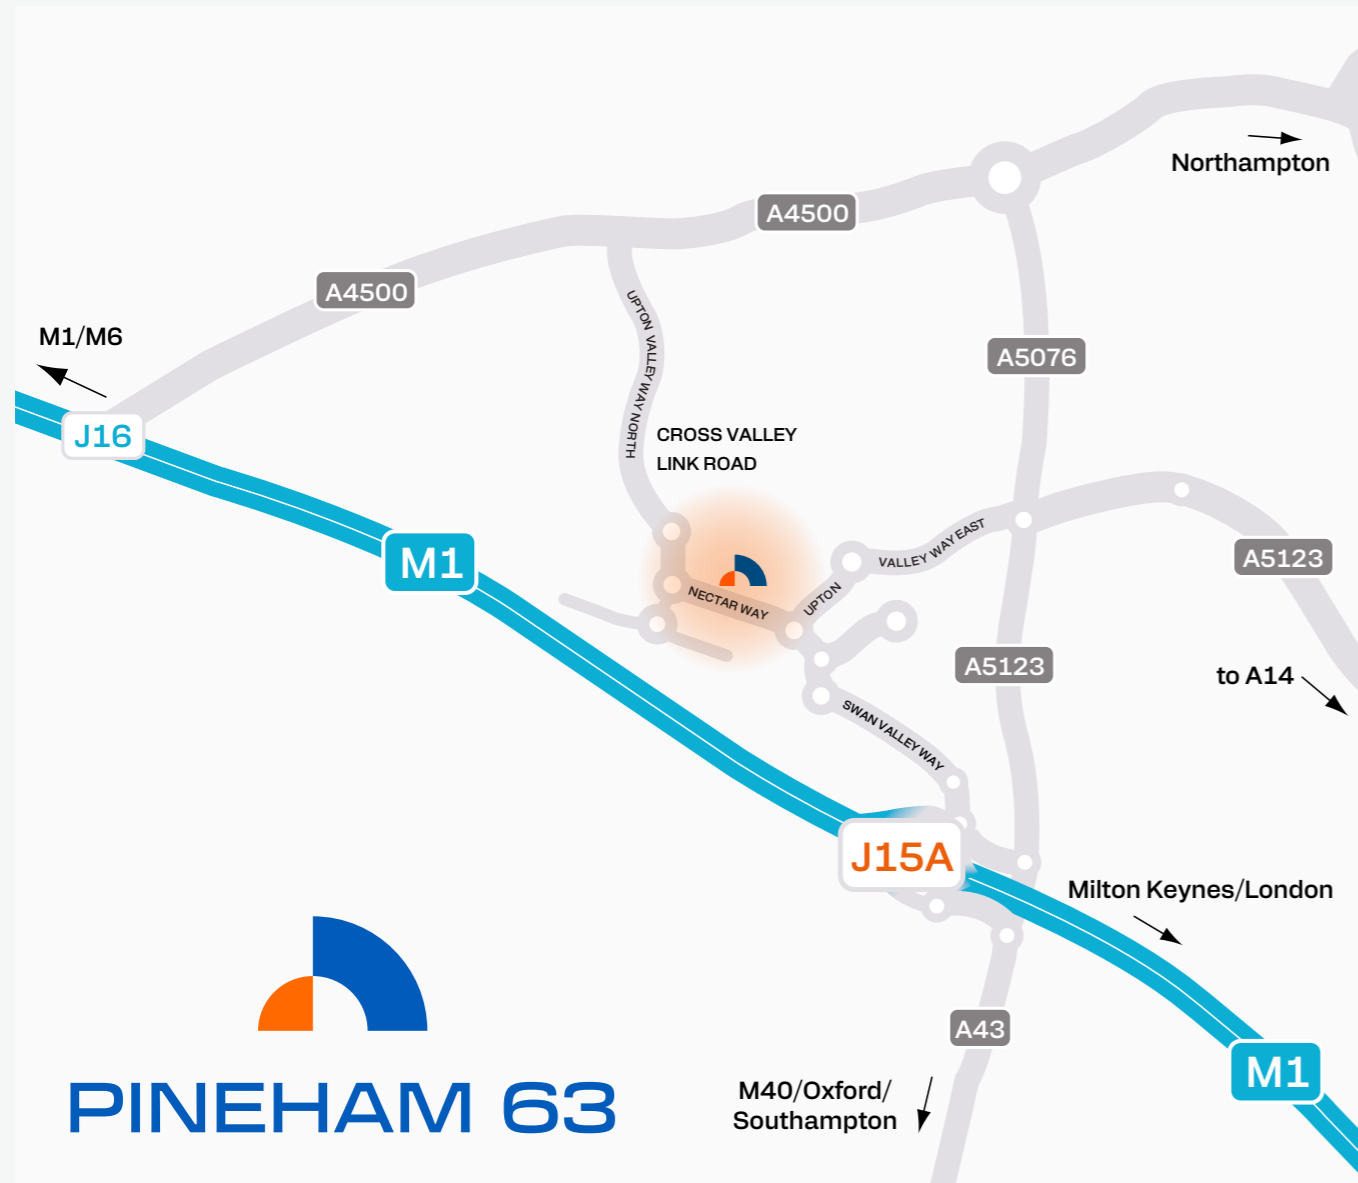 Northampton
A4500
A4500
M1/M6
A5076
UPTON VALLEY WAY NORTH
J16
CROSS VALLEY
LINK ROAD
M1
VALLEY WAY EAST
A5123
NECTAR WAY
UPTON
A5123
to A14
SWAN VALLEY WAY
J15A
Milton Keynes/London
A43
M1
M40/Oxford/
Southampton
PINEHAM 63